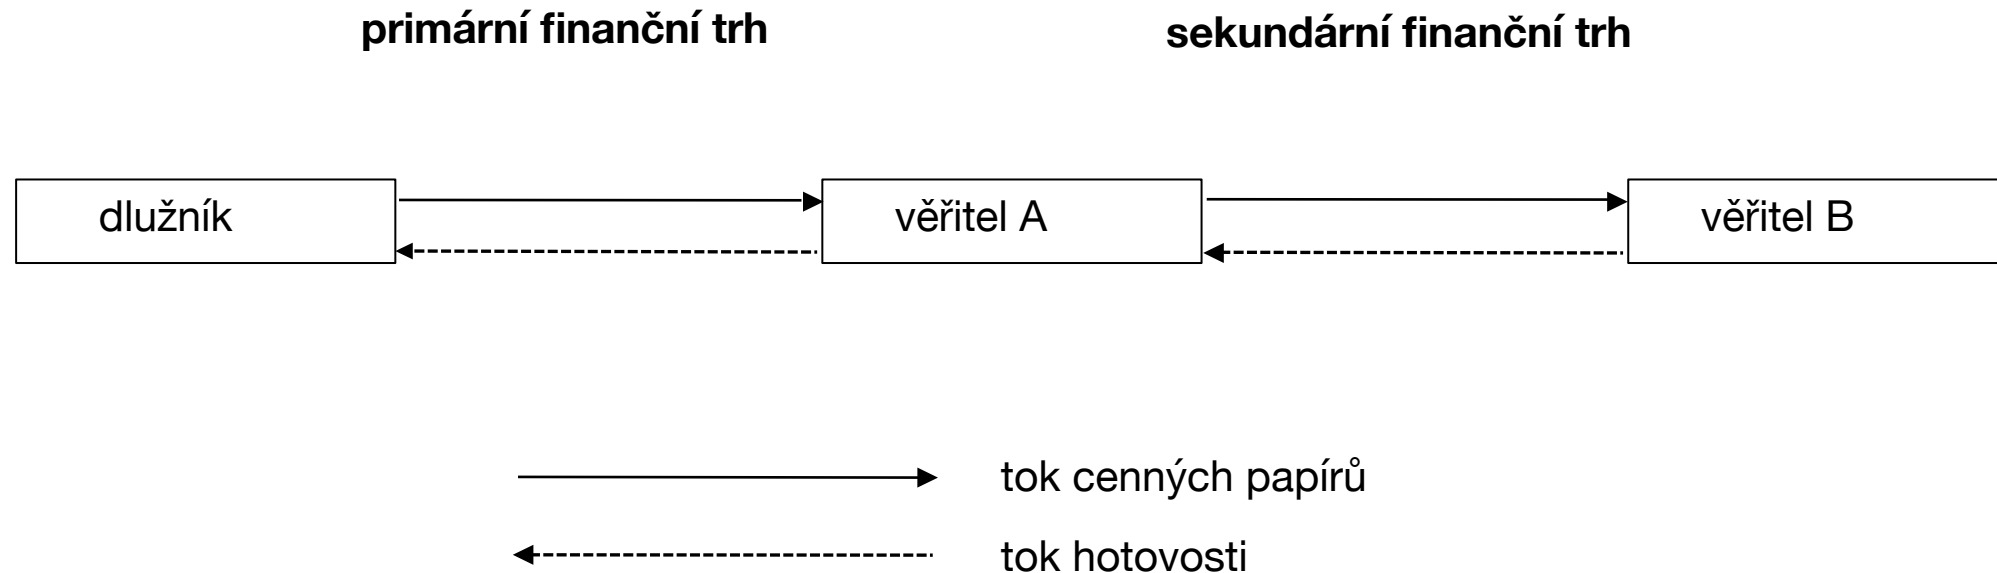 primární finanční trh
sekundární finanční trh
dlužník
věřitel A
věřitel B
tok cenných papírů
tok hotovosti